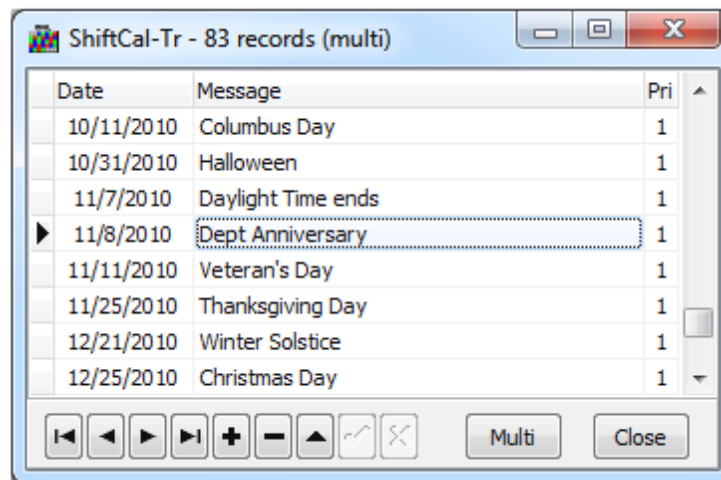 ShiftCal-Tr - 83 records (multi)
Date Message Pri
10/11/2010 Columbus Day 1
10/31/2010 Halloween 1
11/7/2010 Daylight Time ends 1
11/8/2010 Dept Anniversary 1
11/11/2010 Veteran's Day 1
11/25/2010 Thanksgiving Day 1
12/21/2010 Winter Solstice 1
12/25/2010 Christmas Day 1
Multi Close